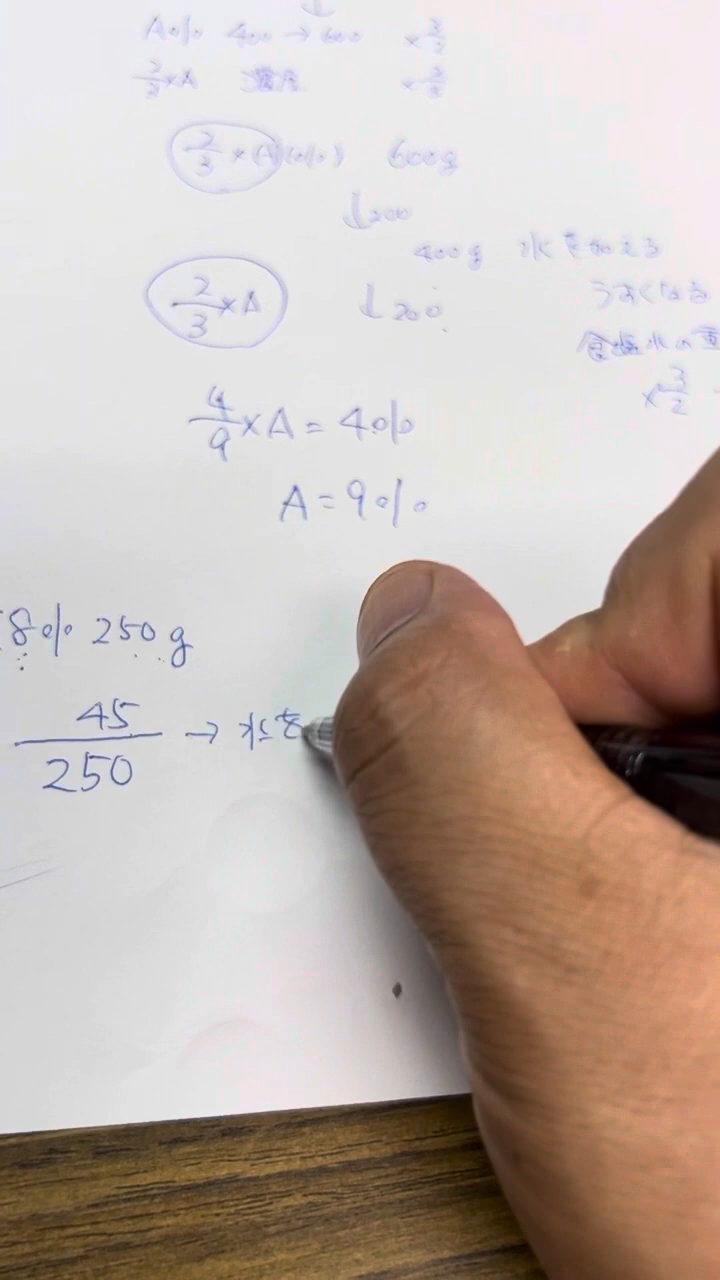 A% 400 → 600 ×3/2
2/3×A 濃度 ×2/3
2/3×A(%) 600g
↓200
400g 水を加える
2/3×A ↓200 うすくなる
食塩水の重
×3/2
4/9×A=4%
A=9%
8% 250g
45/250 → 水を